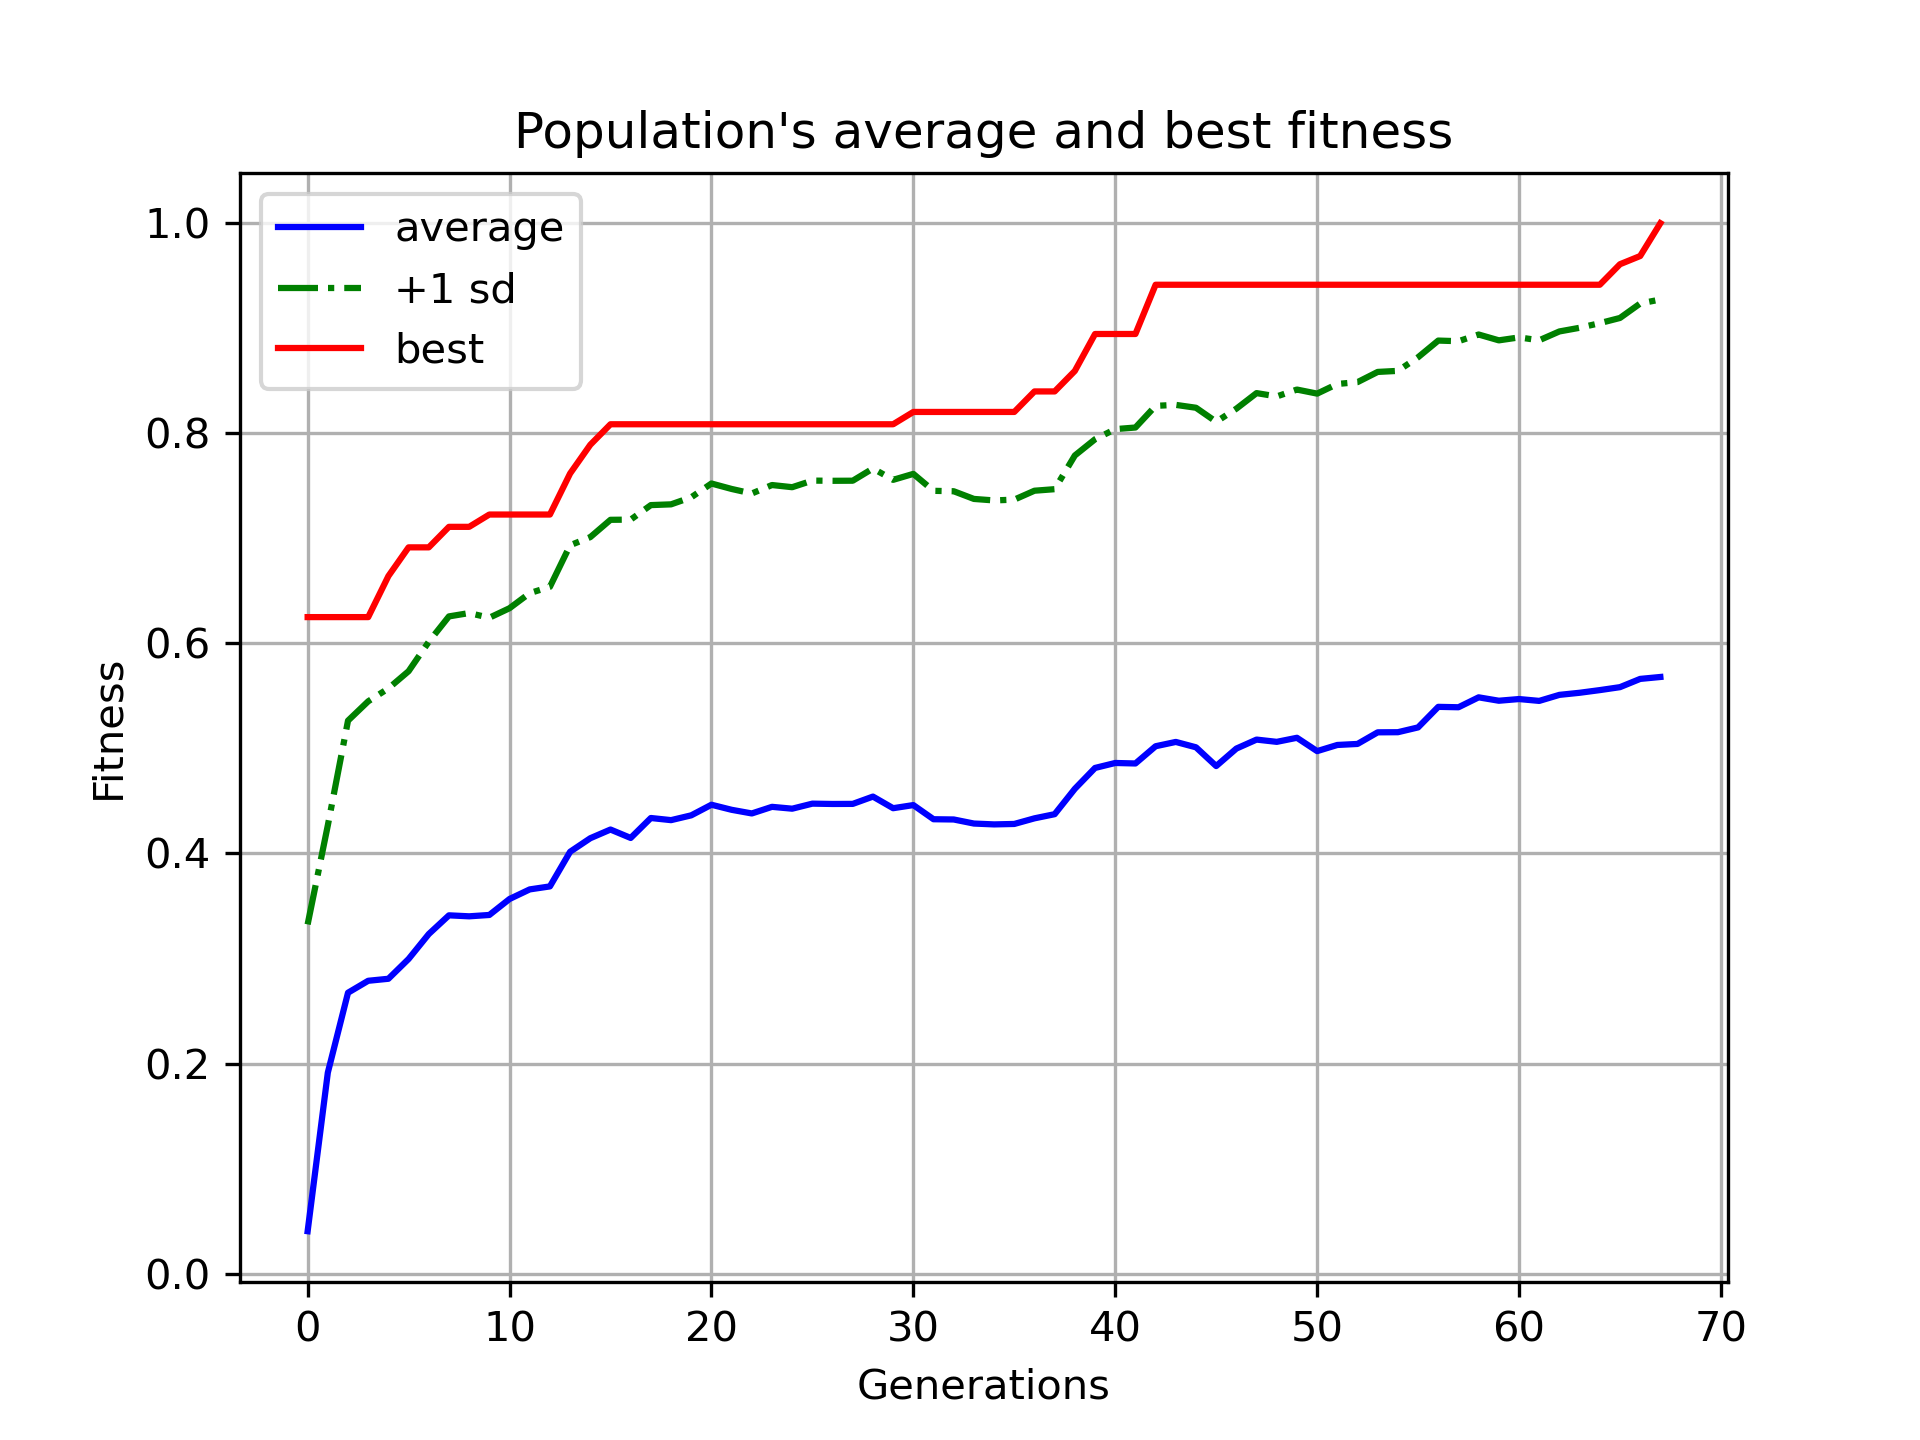 Population's average and best fitness
average
+1 sd
best
1.0
0.8
0.6
0.4
0.2
0.0
Fitness
0 10 20 30 40 50 60 70
Generations